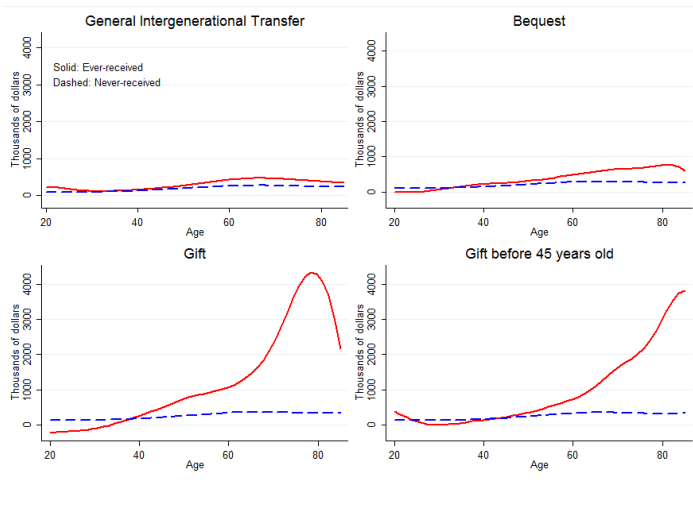 General Intergenerational Transfer
Thousands of dollars
4000
3000
2000
1000
0
Solid: Ever-received
Dashed: Never-received
20
40
60
80
Age
Bequest
Thousands of dollars
4000
3000
2000
1000
0
20
40
60
80
Age
Gift
Thousands of dollars
4000
3000
2000
1000
0
20
40
60
80
Age
Gift before 45 years old
Thousands of dollars
4000
3000
2000
1000
0
20
40
60
80
Age